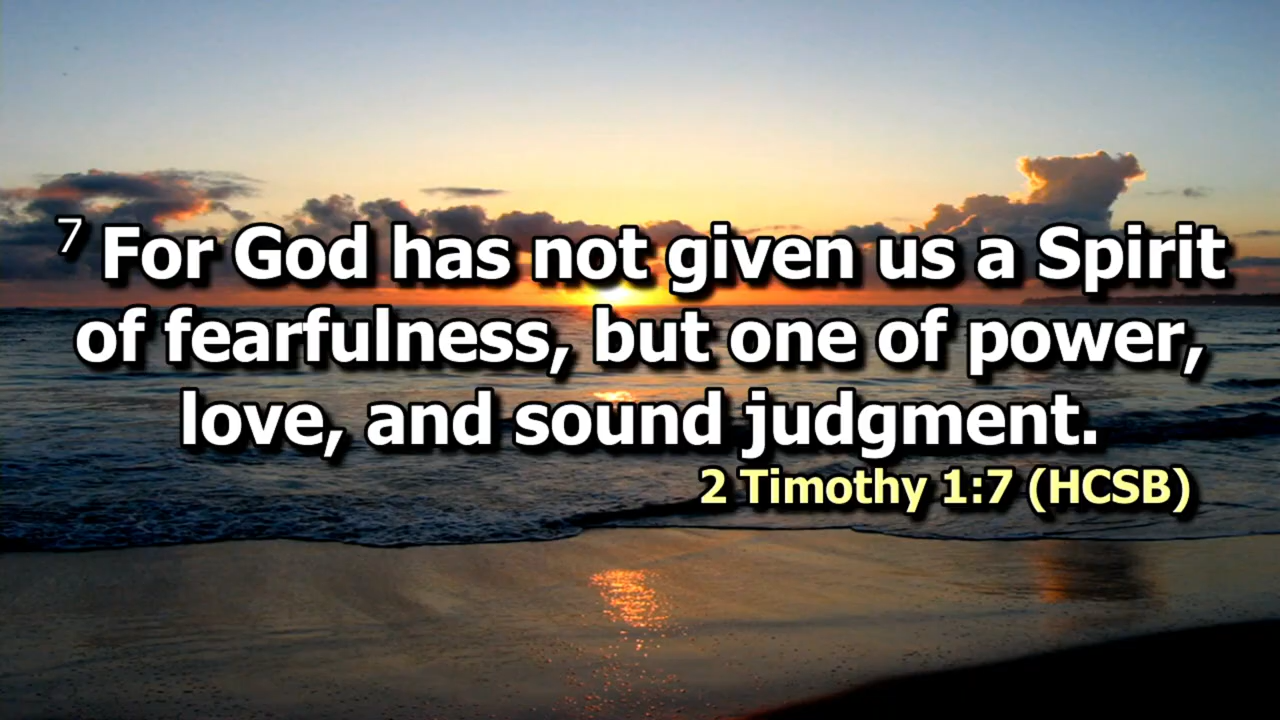 7 For God has not given us a Spirit
of fearfulness, but one of power,
love, and sound judgment.
2 Timothy 1:7 (HCSB)